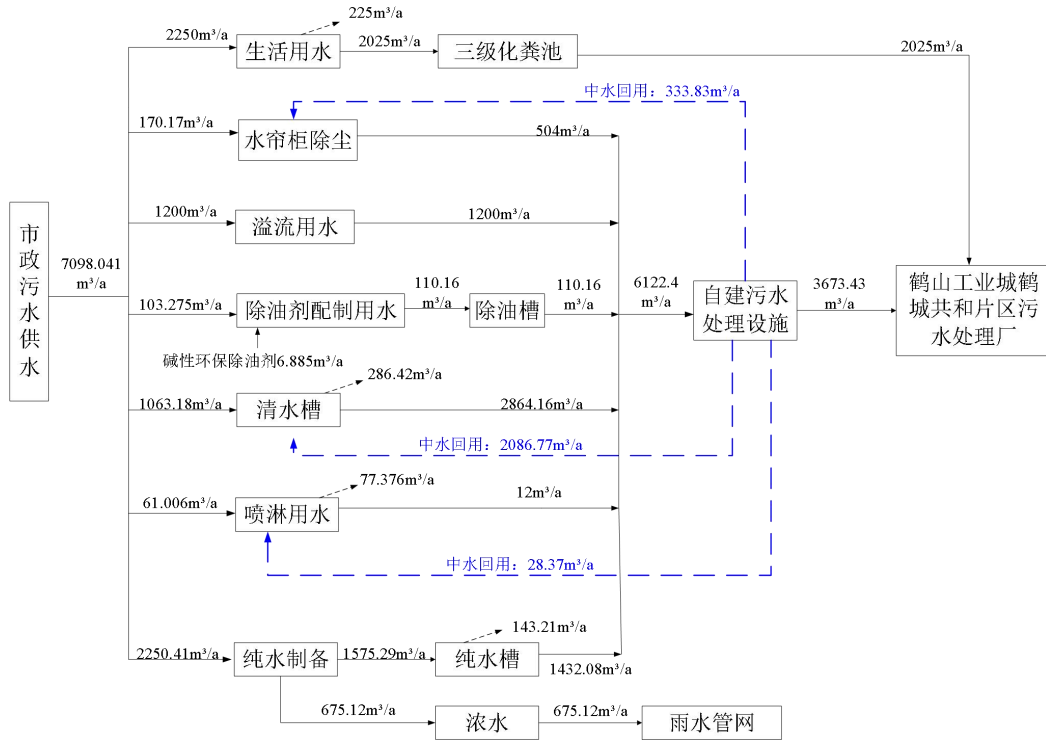 225m³/a
2250m³/a
生活用水
2025m³/a
三级化粪池
2025m³/a
中水回用：333.83m³/a
170.17m³/a
水帘柜除尘
504m³/a
1200m³/a
溢流用水
1200m³/a
市政污水供水
7098.041
m³/a
103.275m³/a
除油剂配制用水
110.16
m³/a
除油槽
110.16
m³/a
6122.4
m³/a
自建污水
处理设施
3673.43
m³/a
鹤山工业城鹤
城共和片区污
水处理厂
碱性环保除油剂6.885m³/a
286.42m³/a
1063.18m³/a
清水槽
2864.16m³/a
中水回用：2086.77m³/a
77.376m³/a
61.006m³/a
喷淋用水
12m³/a
中水回用：28.37m³/a
143.21m³/a
2250.41m³/a
纯水制备
1575.29m³/a
纯水槽
1432.08m³/a
675.12m³/a
浓水
675.12m³/a
雨水管网